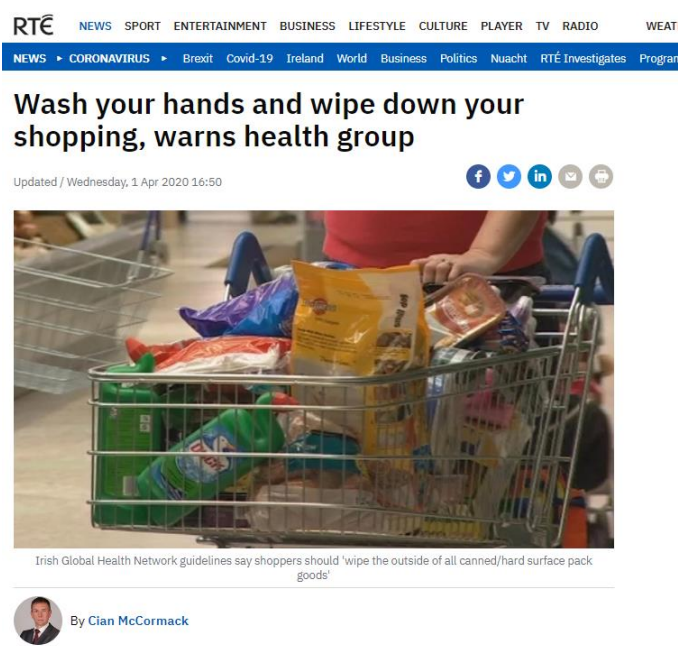 RTÉ NEWS SPORT ENTERTAINMENT BUSINESS LIFESTYLE CULTURE PLAYER TV RADIO
NEWS ▸ CORONAVIRUS ▸ Brexit Covid-19 Ireland World Business Politics Nuacht RTÉ Investigates
Wash your hands and wipe down your
shopping, warns health group
Updated / Wednesday, 1 Apr 2020 16:50
Irish Global Health Network guidelines say shoppers should 'wipe the outside of all canned/hard surface pack
goods'
By Cian McCormack